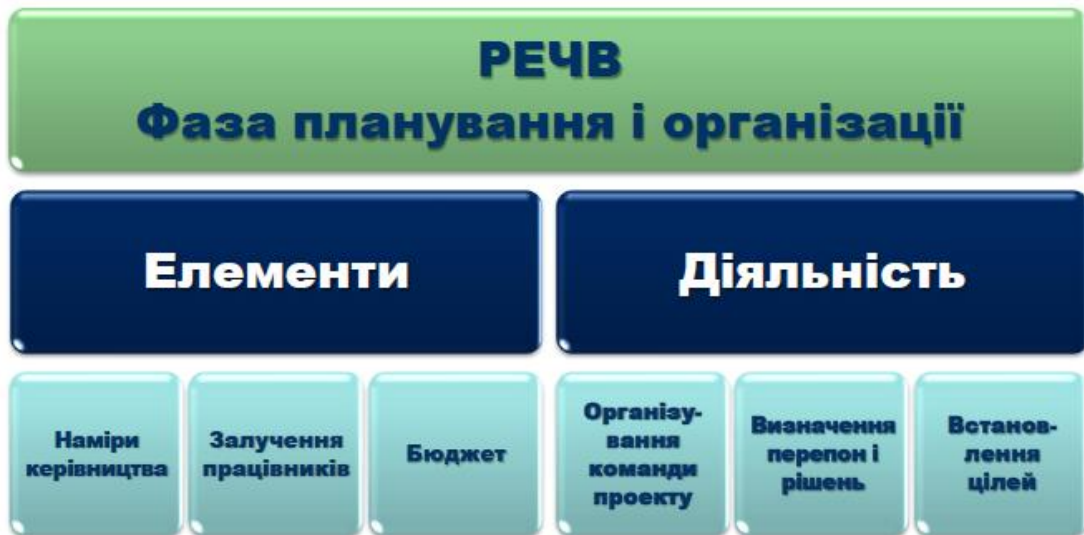 РЕЧВ
Фаза планування і організації
Елементи
Діяльність
Наміри
керівництва
Залучення
працівників
Бюджет
Організу-
вання
команди
проекту
Визначення
перепон і
рішень
Встанов-
лення
цілей